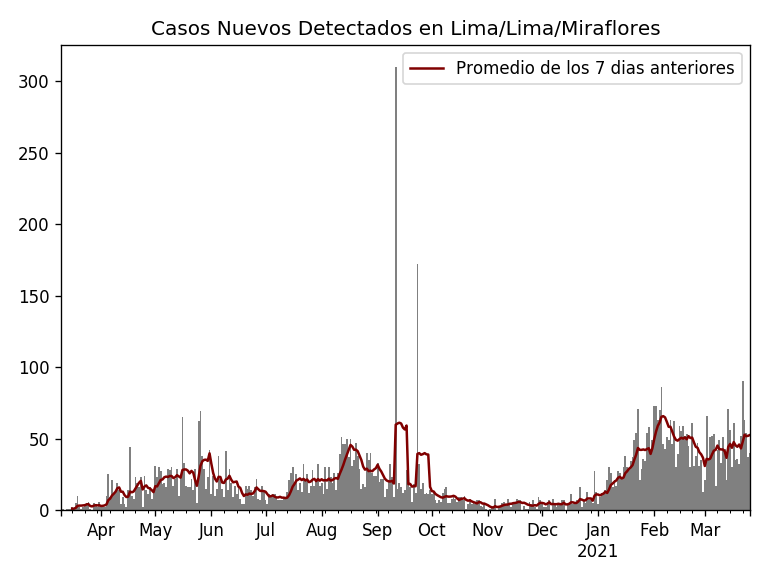 Casos Nuevos Detectados en Lima/Lima/Miraflores
Promedio de los 7 dias anteriores
300
250
200
150
100
50
0
Apr May Jun Jul Aug Sep Oct Nov Dec Jan Feb Mar
2021